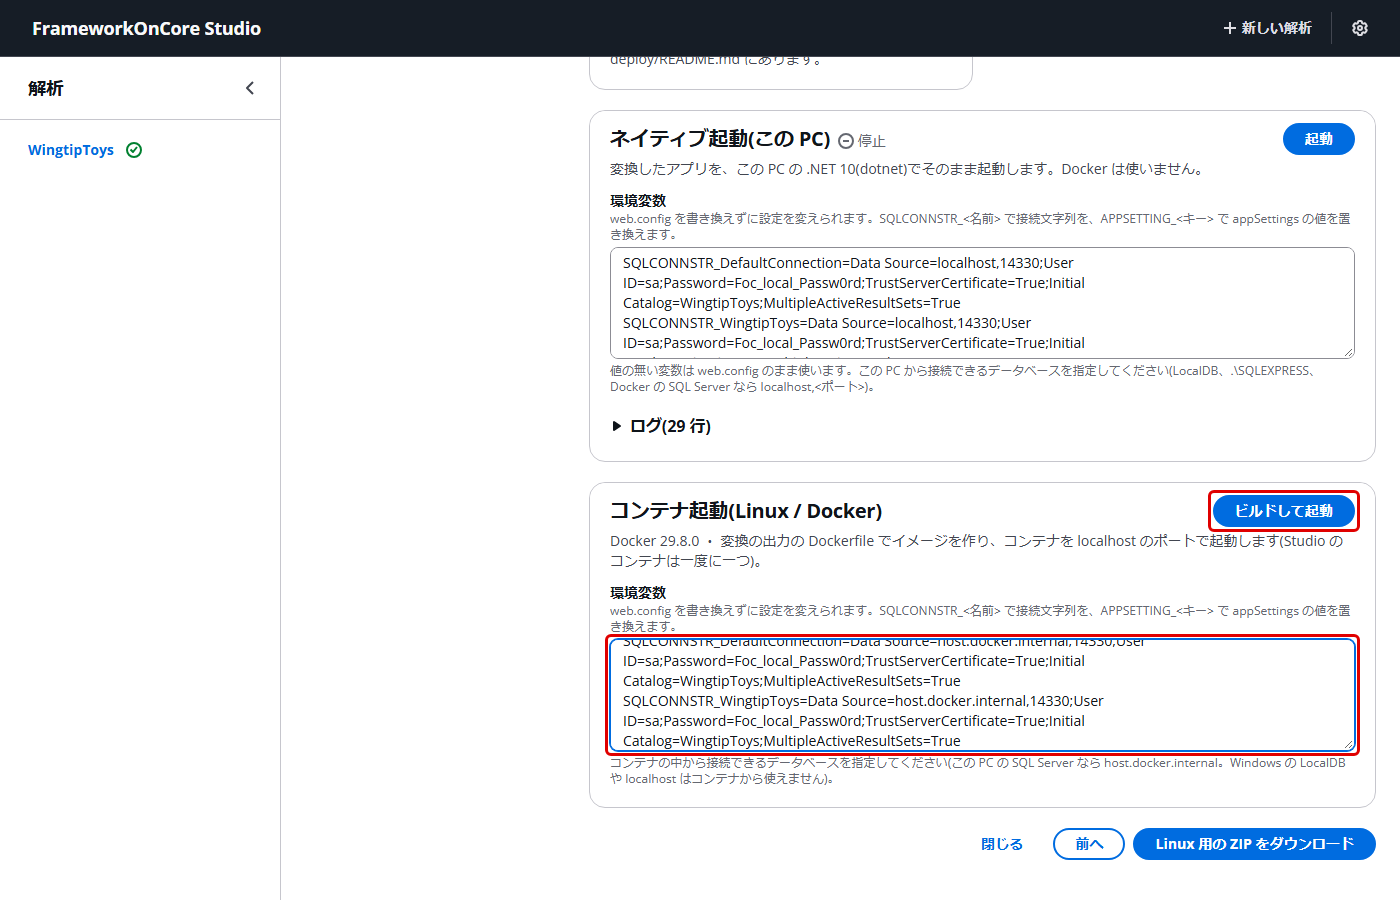 FrameworkOnCore Studio
新しい解析
解析
WingtipToys
deploy/README.md にあります。
ネイティブ起動(この PC)
停止
起動
変換したアプリを、この PC の .NET 10(dotnet)でそのまま起動します。Docker は使いません。
環境変数
web.config を書き換えずに設定を変えられます。SQLCONNSTR_<名前> で接続文字列を、APPSETTING_<キー> で appSettings の値を置
き換えます。
SQLCONNSTR_DefaultConnection=Data Source=localhost,14330;User
ID=sa;Password=Foc_local_Passw0rd;TrustServerCertificate=True;Initial
Catalog=WingtipToys;MultipleActiveResultSets=True
SQLCONNSTR_WingtipToys=Data Source=localhost,14330;User
ID=sa;Password=Foc_local_Passw0rd;TrustServerCertificate=True;Initial
値の無い変数は web.config のまま使います。この PC から接続できるデータベースを指定してください(LocalDB、.\SQLEXPRESS、
Docker の SQL Server なら localhost,<ポート>)。
ログ(29 行)
コンテナ起動(Linux / Docker)
ビルドして起動
Docker 29.8.0 ・ 変換の出力の Dockerfile でイメージを作り、コンテナを localhost のポートで起動します(Studio の
コンテナは一度に一つ)。
環境変数
web.config を書き換えずに設定を変えられます。SQLCONNSTR_<名前> で接続文字列を、APPSETTING_<キー> で appSettings の値を置
き換えます。
SQLCONNSTR_DefaultConnection=Data Source=host.docker.internal,14330;User
ID=sa;Password=Foc_local_Passw0rd;TrustServerCertificate=True;Initial
Catalog=WingtipToys;MultipleActiveResultSets=True
SQLCONNSTR_WingtipToys=Data Source=host.docker.internal,14330;User
ID=sa;Password=Foc_local_Passw0rd;TrustServerCertificate=True;Initial
Catalog=WingtipToys;MultipleActiveResultSets=True
コンテナの中から接続できるデータベースを指定してください(この PC の SQL Server なら host.docker.internal。Windows の LocalDB
や localhost はコンテナから使えません)。
閉じる
前へ
Linux 用の ZIP をダウンロード